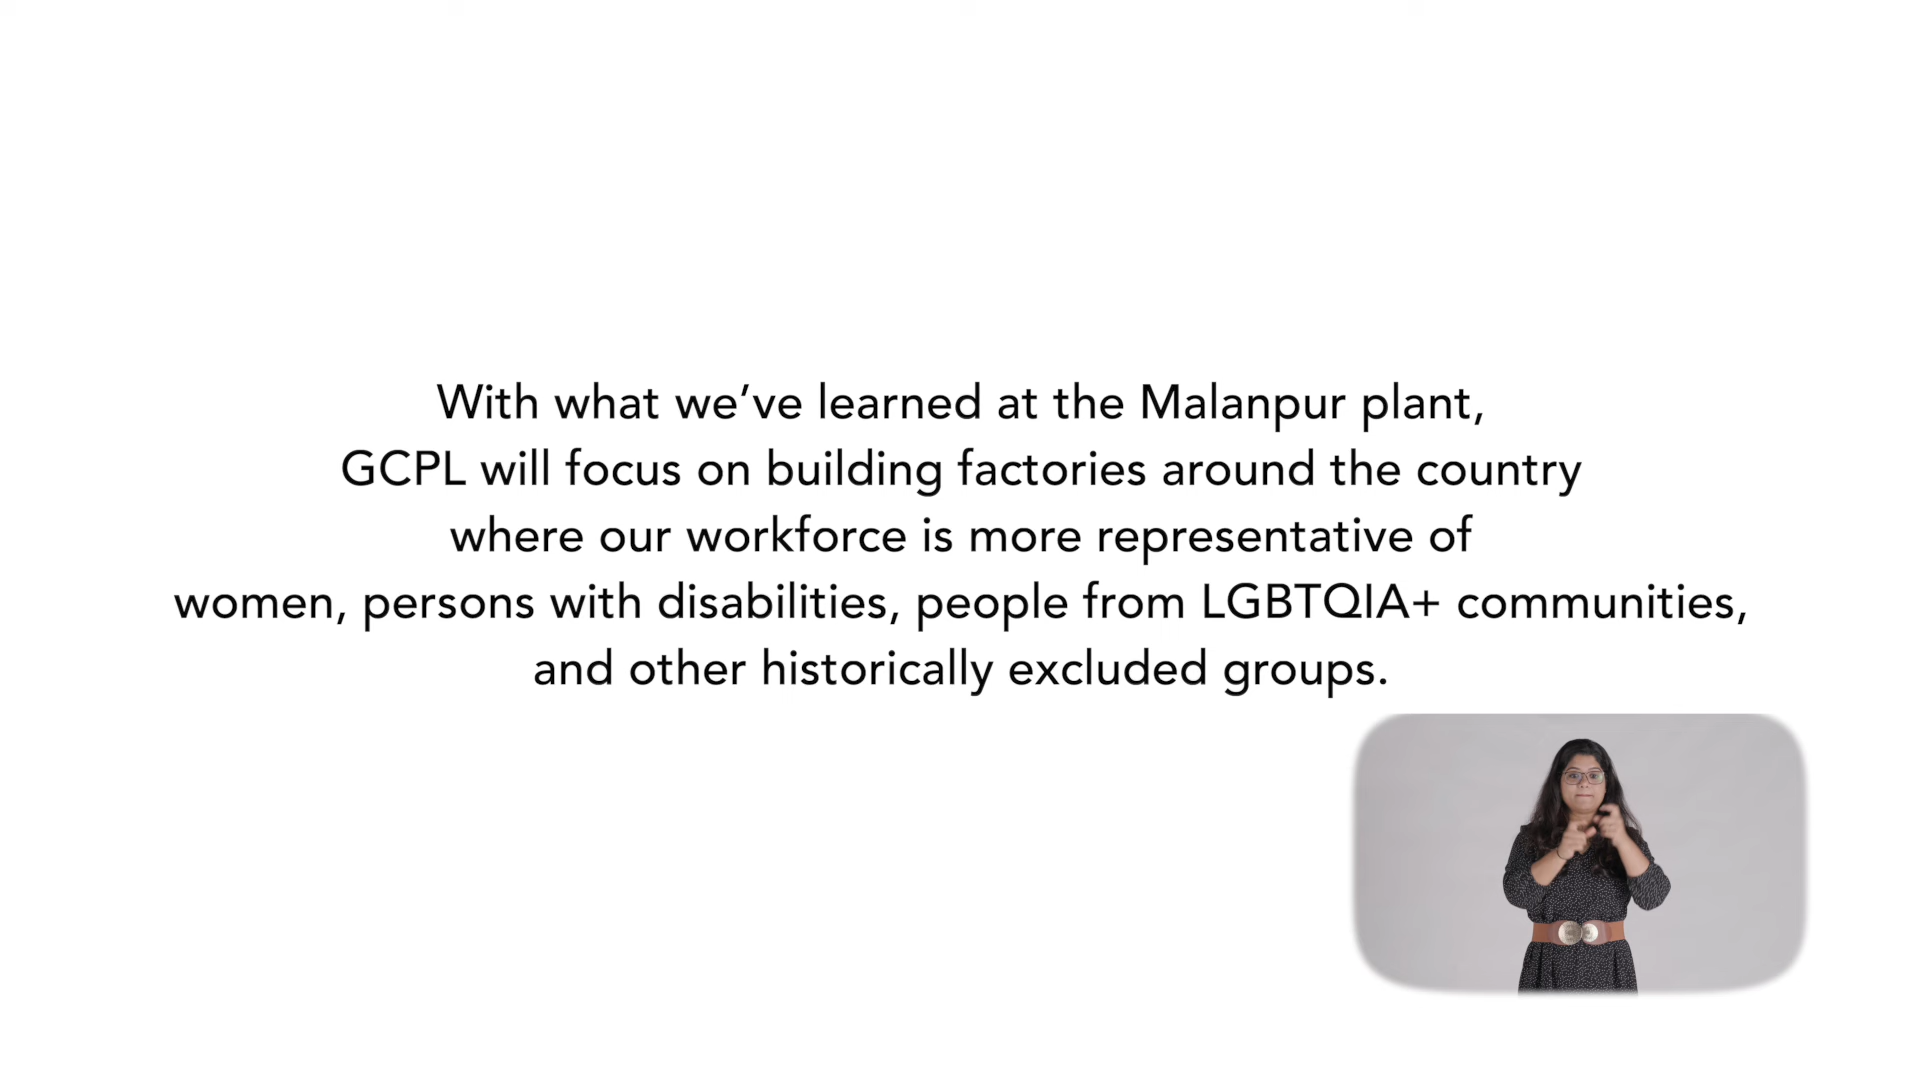 With what we’ve learned at the Malanpur plant,
GCPL will focus on building factories around the country
where our workforce is more representative of
women, persons with disabilities, people from LGBTQIA+ communities,
and other historically excluded groups.